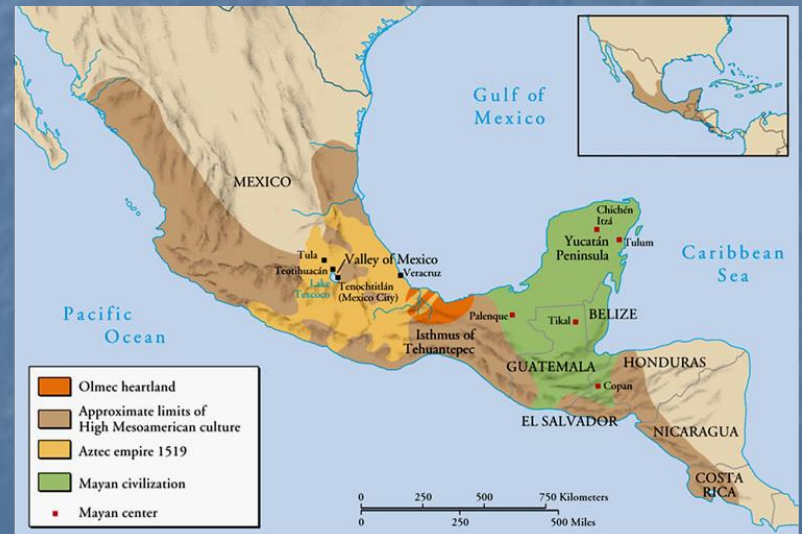 Gulf of
Mexico
MEXICO
Chichén
Itzá
Yucatán
Peninsula
Tulum
Tula
Valley of Mexico
Teotihuacán
Lake
Texcoco
Tenochtitlán
(Mexico City)
Veracruz
Caribbean
Sea
Pacific
Ocean
Palenque
Tikal
BELIZE
Isthmus of
Tehuantepec
GUATEMALA
HONDURAS
Copan
EL SALVADOR
NICARAGUA
COSTA
RICA
Olmec heartland
Approximate limits of
High Mesoamerican culture
Aztec empire 1519
Mayan civilization
Mayan center
0 250 500 750 Kilometers
0 250 500 Miles